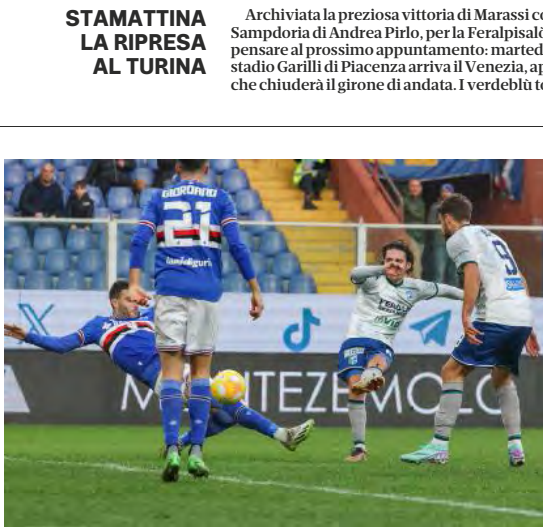 STAMATTINA
LA RIPRESA
AL TURINA
Archiviata la preziosa vittoria di Marassi co
Sampdoria di Andrea Pirlo, per la Feralpisalò
pensare al prossimo appuntamento: marted
stadio Garilli di Piacenza arriva il Venezia, ap
che chiuderà il girone di andata. I verdeblù to
GIORDANO
21
9